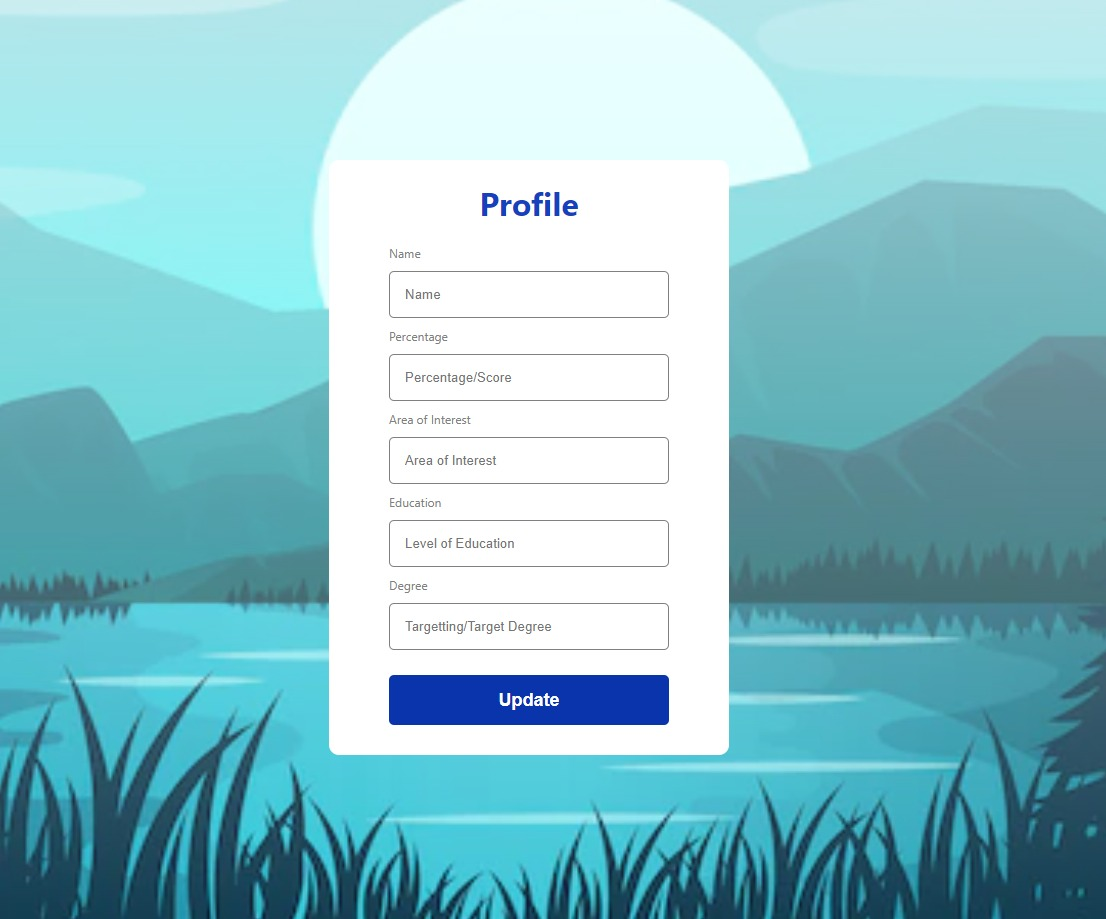 Profile
Name
Name
Percentage
Percentage/Score
Area of Interest
Area of Interest
Education
Level of Education
Degree
Targetting/Target Degree
Update